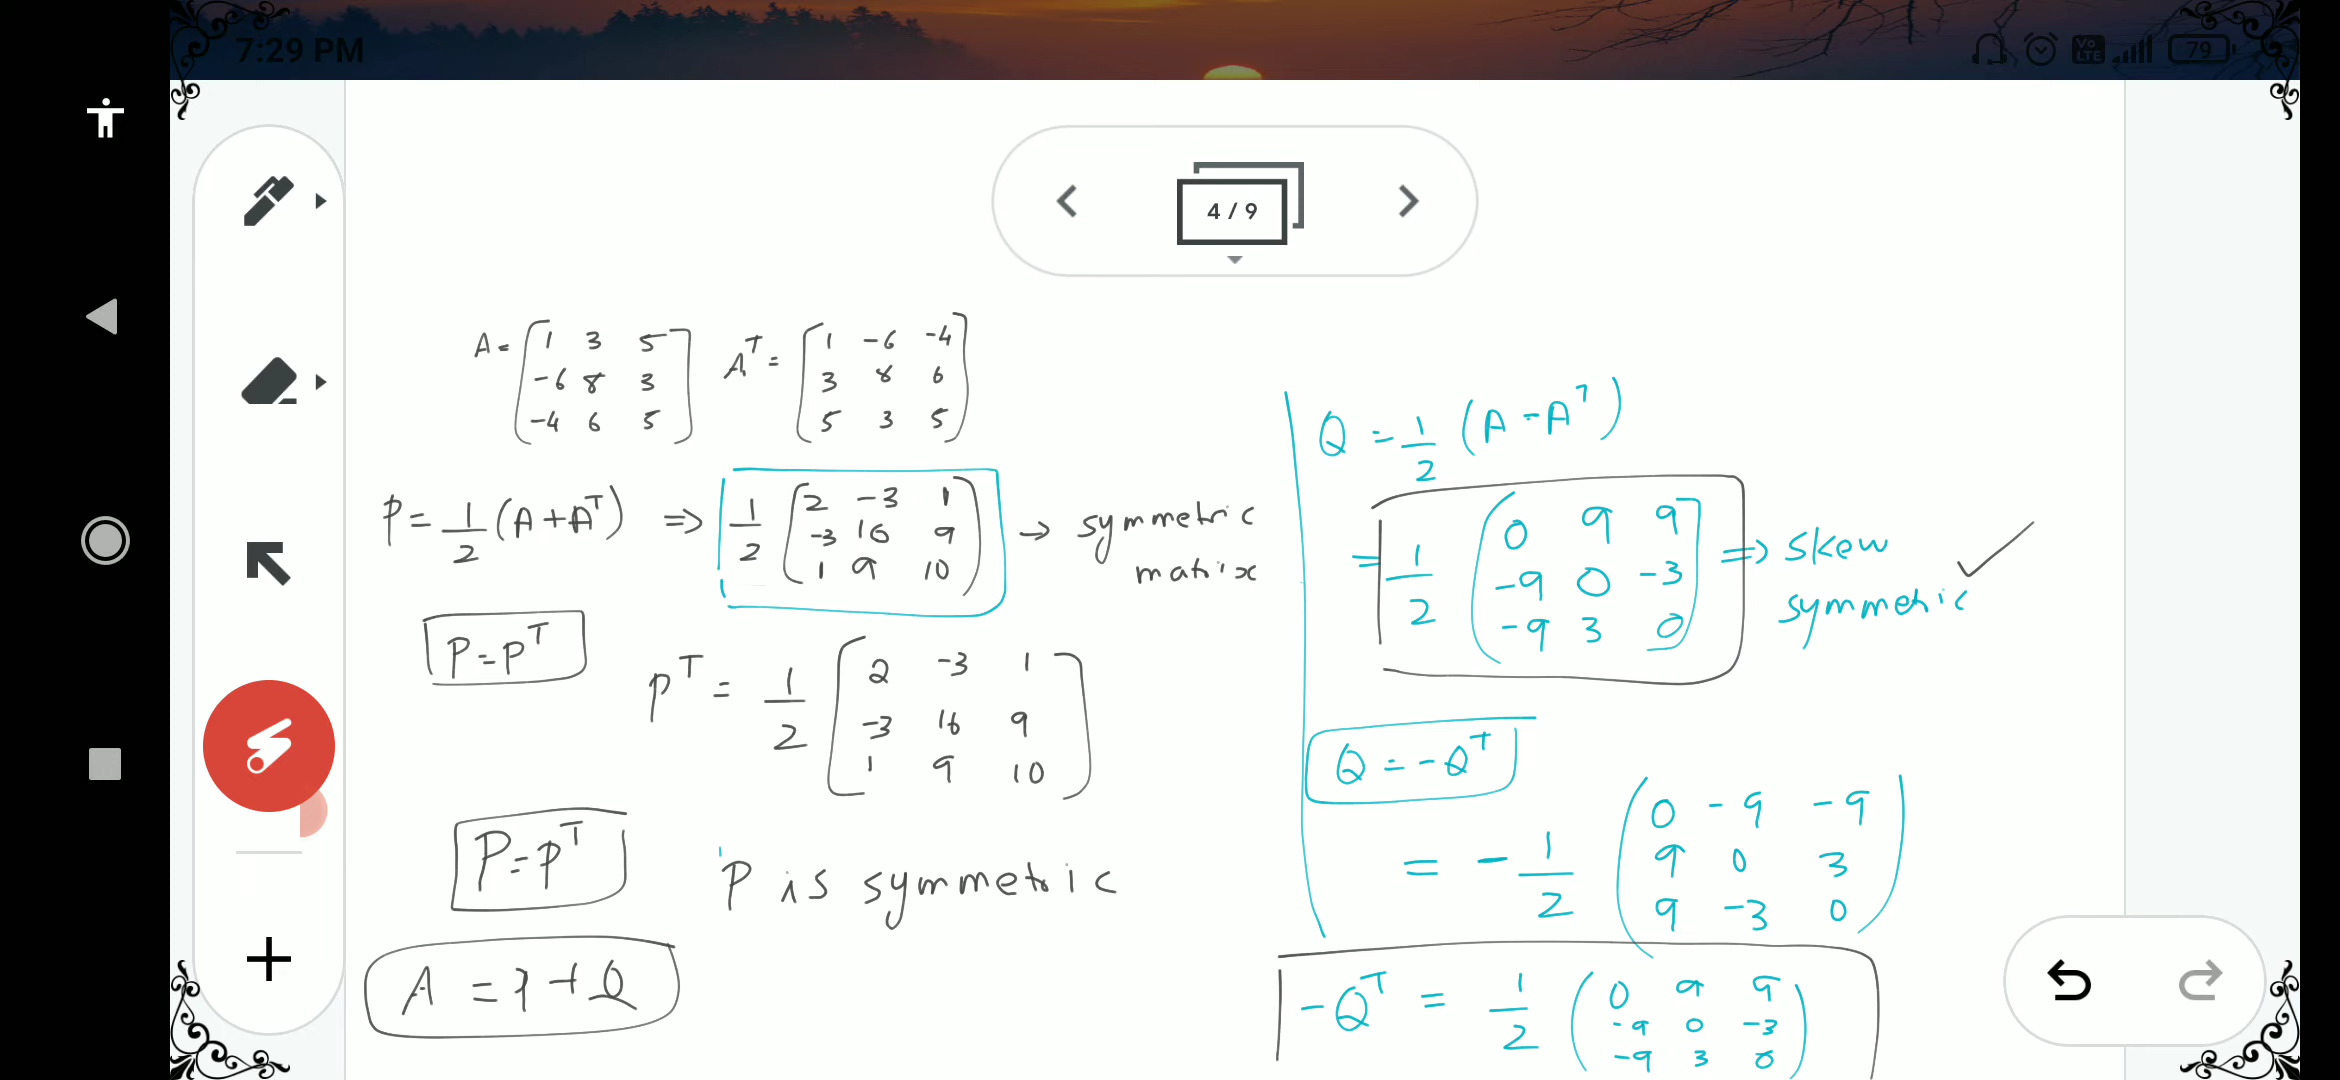 7:29 PM
Vo LTE
79
4 / 9
A = [1 3 5
-6 8 3
-4 6 5]
A^T = [1 -6 -4
3 8 6
5 3 5]
P = 1/2 (A + A^T) => 1/2 [2 -3 1
-3 16 9
1 9 10] → symmetric matrix
P = P^T
P^T = 1/2 [2 -3 1
-3 16 9
1 9 10]
P = P^T
P is symmetric
A = P + Q
Q = 1/2 (A - A^T)
= 1/2 [0 9 9
-9 0 -3
-9 3 0] => skew symmetric ✓
Q = -Q^T
= -1/2 (0 -9 -9
9 0 3
9 -3 0)
-Q^T = 1/2 (0 9 9
-9 0 -3
-9 3 0)